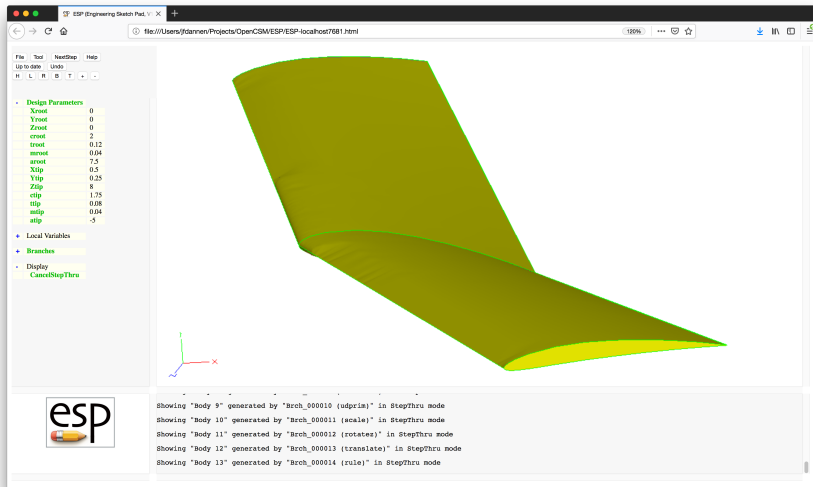 ESP (Engineering Sketch Pad, V
file:///Users/jfdannen/Projects/OpenCSM/ESP/ESP-localhost7681.html
120%
File Tool NextStep Help
Up to date Undo
H L R B T + -
- Design Parameters
Xroot 0
Yroot 0
Zroot 0
croot 2
troot 0.12
mroot 0.04
aroot 7.5
Xtip 0.5
Ytip 0.25
Ztip 8
ctip 1.75
ttip 0.08
mtip 0.04
atip -5
+ Local Variables
+ Branches
- Display
CancelStepThru
X
esp
Showing "Body 9" generated by "Brch_000010 (udprim)" in StepThru mode
Showing "Body 10" generated by "Brch_000011 (scale)" in StepThru mode
Showing "Body 11" generated by "Brch_000012 (rotatez)" in StepThru mode
Showing "Body 12" generated by "Brch_000013 (translate)" in StepThru mode
Showing "Body 13" generated by "Brch_000014 (rule)" in StepThru mode